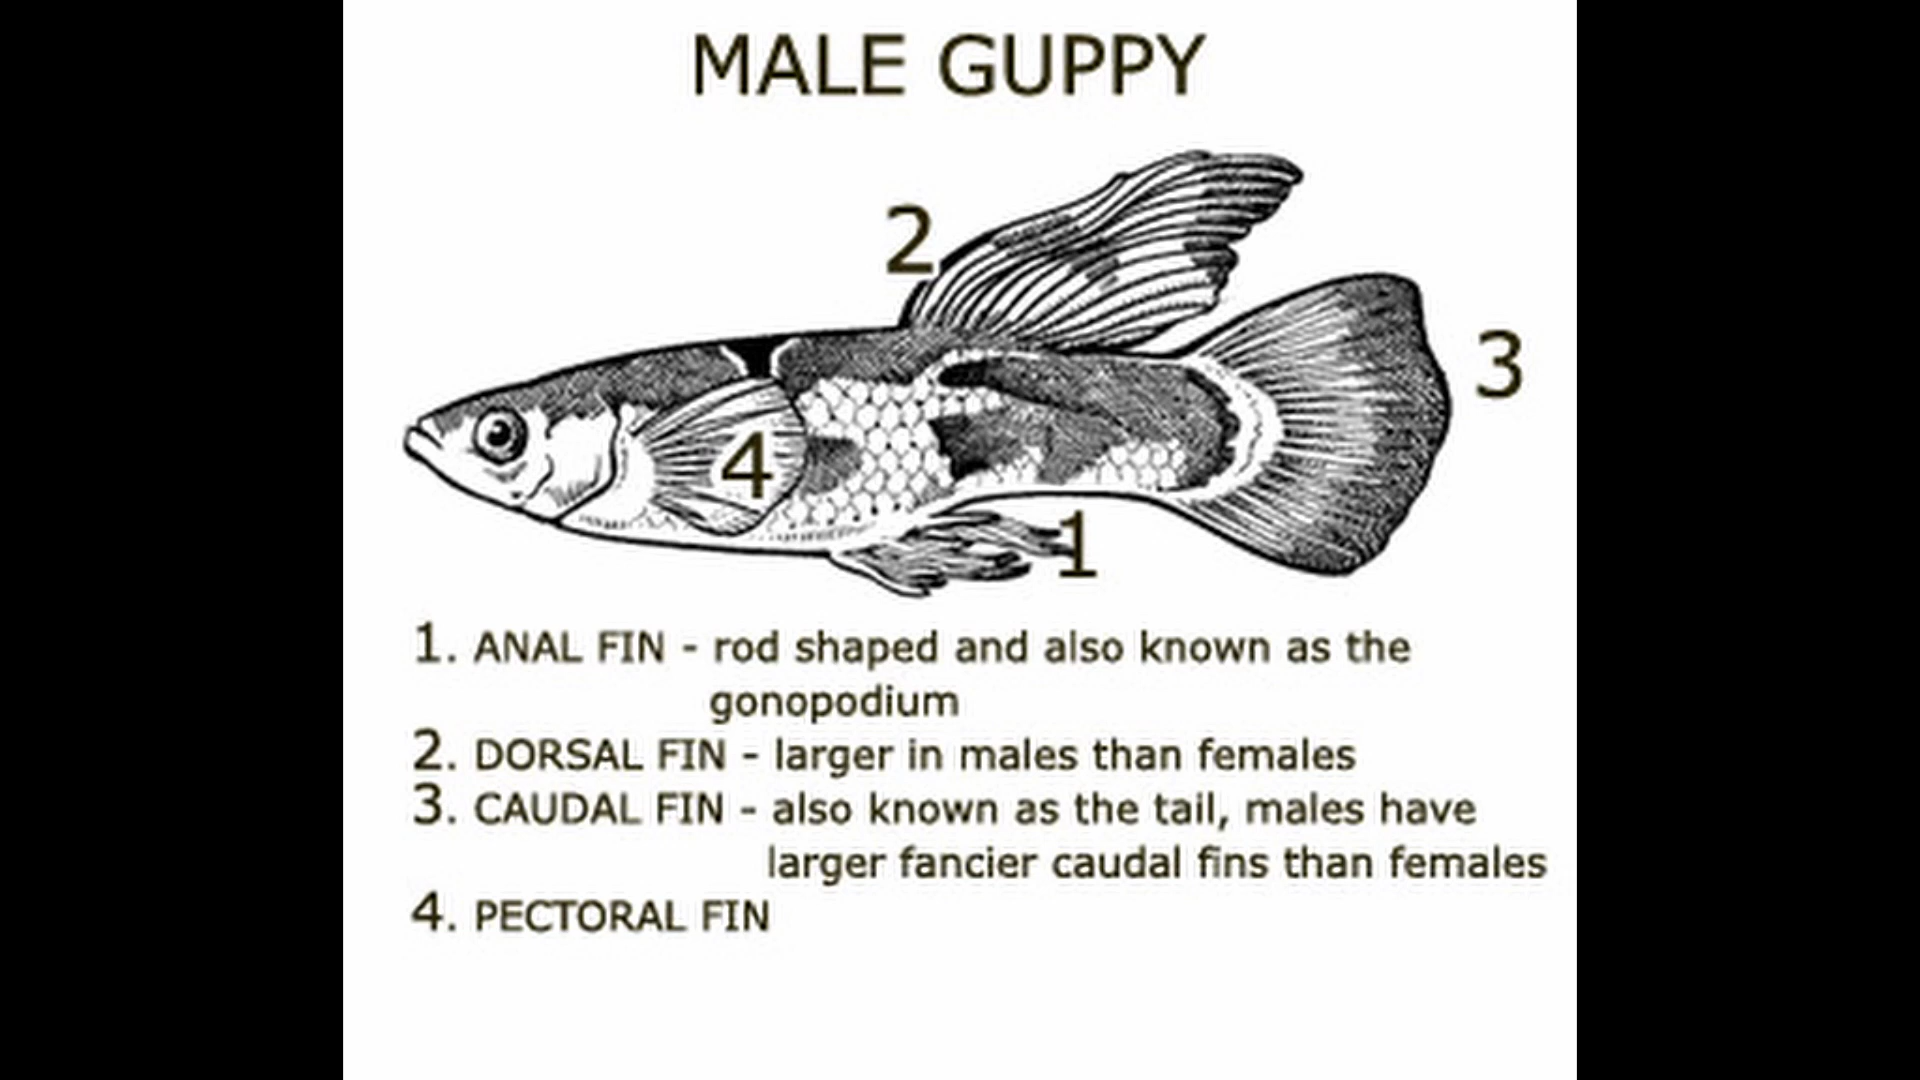 MALE GUPPY
2
3
4
1
1. ANAL FIN - rod shaped and also known as the
gonopodium
2. DORSAL FIN - larger in males than females
3. CAUDAL FIN - also known as the tail, males have
larger fancier caudal fins than females
4. PECTORAL FIN